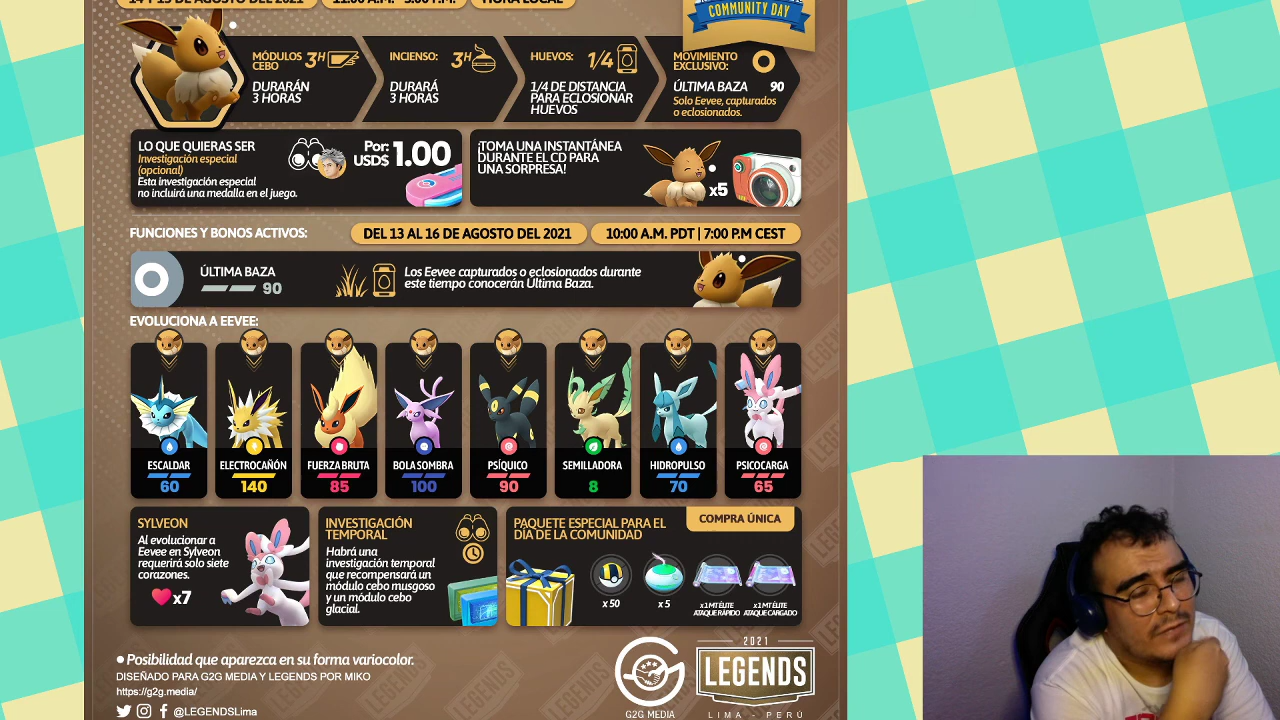 14 Y 15 DE AGOSTO DEL 2021
HORA LOCAL
COMMUNITY DAY
MÓDULOS CEBO 3H
DURARÁN
3 HORAS
INCIENSO: 3H
DURARÁ
3 HORAS
HUEVOS: 1/4
1/4 DE DISTANCIA
PARA ECLOSIONAR
HUEVOS
MOVIMIENTO
EXCLUSIVO:
ÚLTIMA BAZA 90
Solo Eevee, capturados
o eclosionados.
LO QUE QUIERAS SER
Investigación especial
(opcional)
Esta investigación especial
no incluirá una medalla en el juego.
Por:
USD$ 1.00
¡TOMA UNA INSTANTÁNEA
DURANTE EL CD PARA
UNA SORPRESA!
x5
FUNCIONES Y BONOS ACTIVOS:
DEL 13 AL 16 DE AGOSTO DEL 2021
10:00 A.M. PDT | 7:00 P.M CEST
ÚLTIMA BAZA
90
Los Eevee capturados o eclosionados durante
este tiempo conocerán Última Baza.
EVOLUCIONA A EEVEE:
ESCALDAR
60
ELECTROCAÑÓN
140
FUERZA BRUTA
85
BOLA SOMBRA
100
PSÍQUICO
90
SEMILLADORA
8
HIDROPULSO
70
PSICOCARGA
65
SYLVEON
Al evolucionar a
Eevee en Sylveon
requerirá solo siete
corazones.
x7
INVESTIGACIÓN
TEMPORAL
Habrá una
investigación temporal
que recompensará un
módulo cebo musgoso
y un módulo cebo
glacial.
PAQUETE ESPECIAL PARA EL
DÍA DE LA COMUNIDAD
COMPRA ÚNICA
x 50
x 5
x 1 MT ÉLITE
ATAQUE RÁPIDO
x 1 MT ÉLITE
ATAQUE CARGADO
Posibilidad que aparezca en su forma variocolor.
DISEÑADO PARA G2G MEDIA Y LEGENDS POR MIKO
https://g2g.media/
@LEGENDSLima
G2G MEDIA
2021
LEGENDS
LIMA - PERÚ